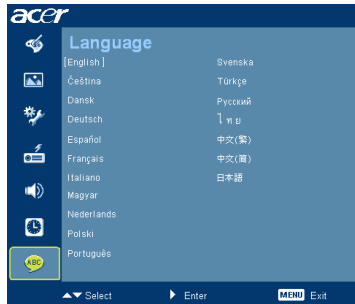 acer
Language
[English]
Čeština
Dansk
Deutsch
Español
Français
Italiano
Magyar
Nederlands
Polski
Português
Svenska
Türkçe
Русский
ไทย
中文(繁)
中文(簡)
日本語
ABC
Select
Enter
MENU Exit